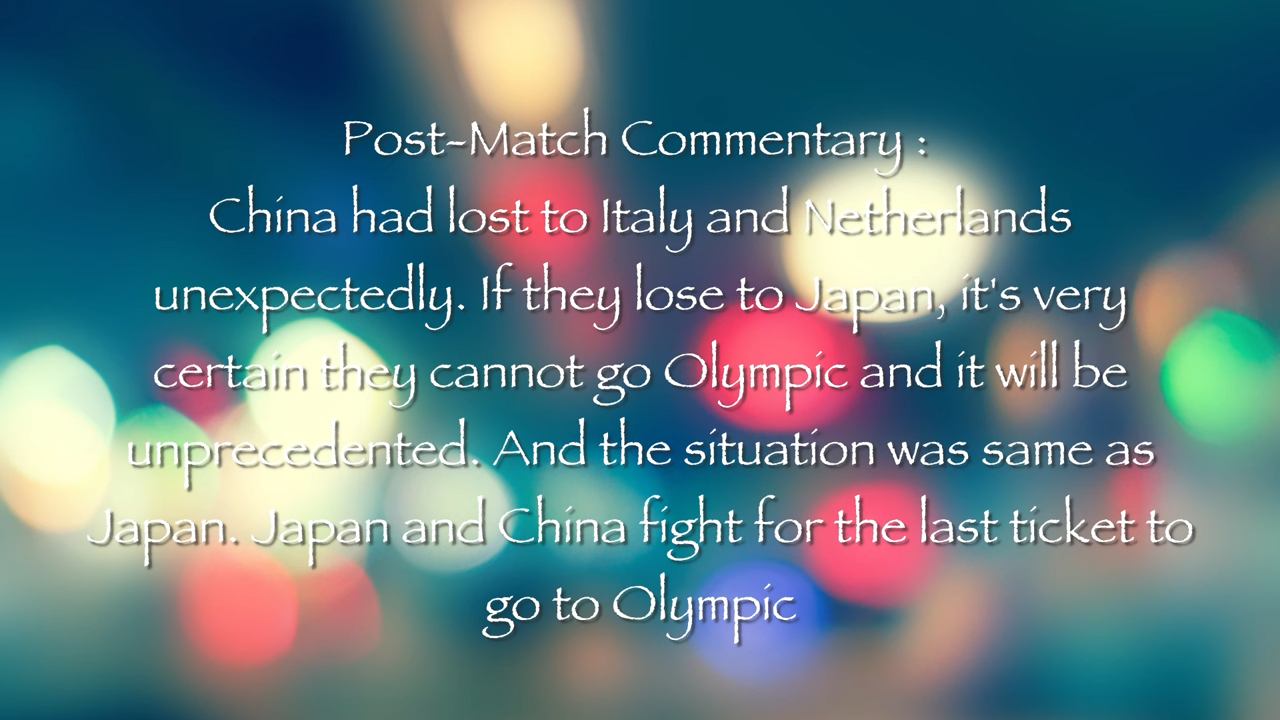 Post-Match Commentary :
China had lost to Italy and Netherlands
unexpectedly. If they lose to Japan, it's very
certain they cannot go Olympic and it will be
unprecedented. And the situation was same as
Japan. Japan and China fight for the last ticket to
go to Olympic